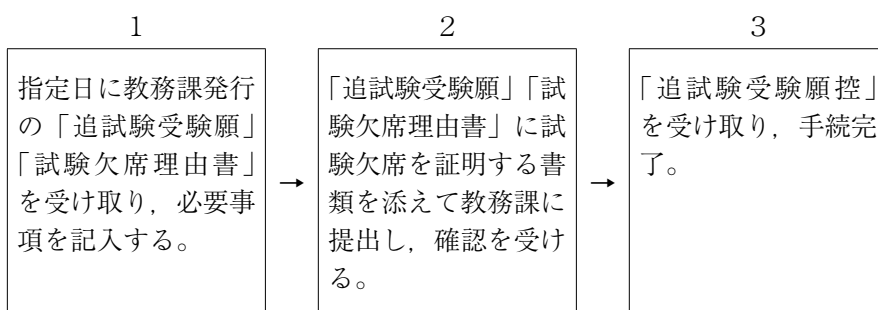 1
指定日に教務課発行
の「追試験受験願」
「試験欠席理由書」
を受け取り，必要事
項を記入する。
→
2
「追試験受験願」「試
験欠席理由書」に試
験欠席を証明する書
類を添えて教務課に
提出し，確認を受け
る。
→
3
「追試験受験願控」
を受け取り，手続完
了。